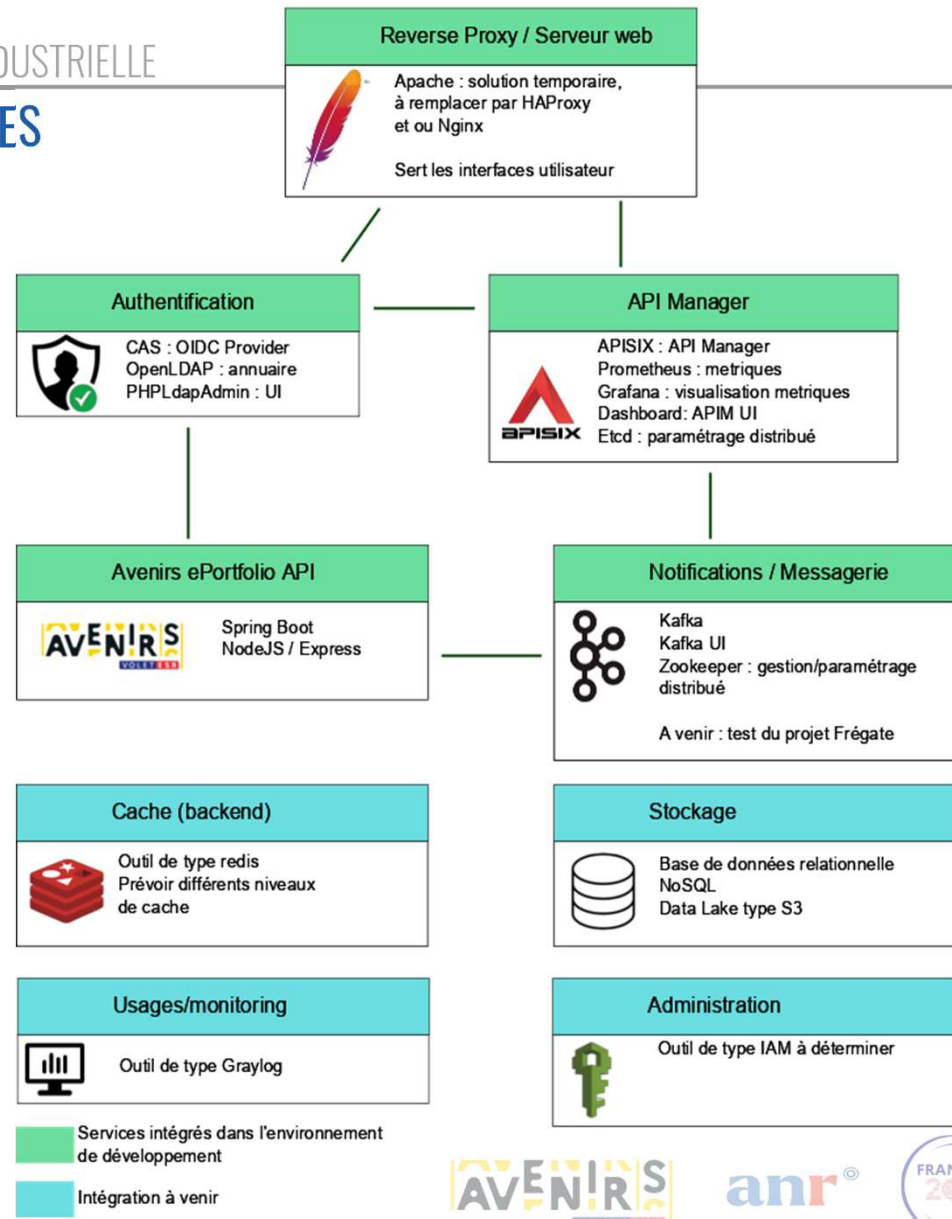 DUSTRIELLE
ES
Reverse Proxy / Serveur web
Apache : solution temporaire,
à remplacer par HAProxy
et ou Nginx
Sert les interfaces utilisateur
Authentification
CAS : OIDC Provider
OpenLDAP : annuaire
PHPLdapAdmin : UI
API Manager
APISIX : API Manager
Prometheus : metriques
Grafana : visualisation metriques
Dashboard: APIM UI
Etcd : paramétrage distribué
APISIX
Avenirs ePortfolio API
AVENIRS
VOLET ESR
Spring Boot
NodeJS / Express
Notifications / Messagerie
Kafka
Kafka UI
Zookeeper : gestion/paramétrage
distribué
A venir : test du projet Frégate
Cache (backend)
Outil de type redis
Prévoir différents niveaux
de cache
Stockage
Base de données relationnelle
NoSQL
Data Lake type S3
Usages/monitoring
Outil de type Graylog
Administration
Outil de type IAM à déterminer
Services intégrés dans l'environnement
de développement
Intégration à venir
AVENIRS
anr
FRAN